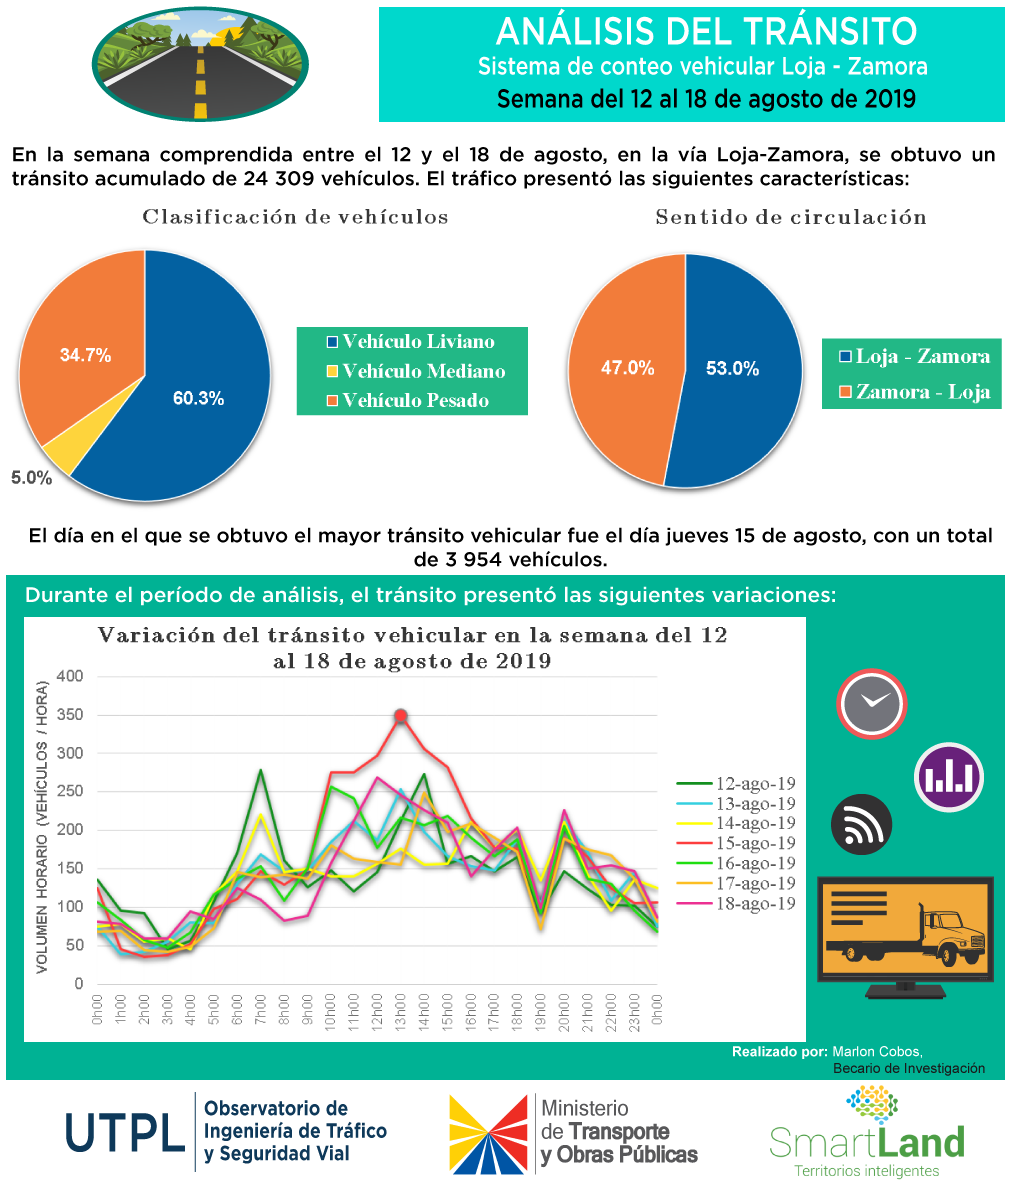 ANÁLISIS DEL TRÁNSITO
Sistema de conteo vehicular Loja - Zamora
Semana del 12 al 18 de agosto de 2019
En la semana comprendida entre el 12 y el 18 de agosto, en la vía Loja-Zamora, se obtuvo un
tránsito acumulado de 24 309 vehículos. El tráfico presentó las siguientes características:
Clasificación de vehículos
34.7%
60.3%
5.0%
Vehículo Liviano
Vehículo Mediano
Vehículo Pesado
Sentido de circulación
47.0%
53.0%
Loja - Zamora
Zamora - Loja
El día en el que se obtuvo el mayor tránsito vehicular fue el día jueves 15 de agosto, con un total
de 3 954 vehículos.
Durante el período de análisis, el tránsito presentó las siguientes variaciones:
Variación del tránsito vehicular en la semana del 12
al 18 de agosto de 2019
VOLUMEN HORARIO (VEHÍCULOS / HORA)
400
350
300
250
200
150
100
50
0
0h00
1h00
2h00
3h00
4h00
5h00
6h00
7h00
8h00
9h00
10h00
11h00
12h00
13h00
14h00
15h00
16h00
17h00
18h00
19h00
20h00
21h00
22h00
23h00
0h00
12-ago-19
13-ago-19
14-ago-19
15-ago-19
16-ago-19
17-ago-19
18-ago-19
Realizado por: Marlon Cobos,
Becario de Investigación
UTPL
Observatorio de
Ingeniería de Tráfico
y Seguridad Vial
Ministerio
de Transporte
y Obras Públicas
SmartLand
Territorios inteligentes